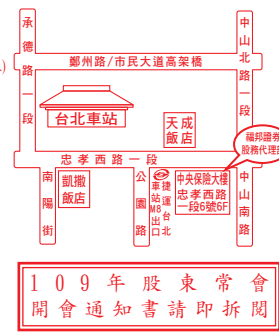 承德路一段
中山北路一段
鄭州路/市民大道高架橋
台北車站
天成
飯店
福邦證券
股務代理部
忠孝西路一段
南陽街
凱撒
飯店
公園路
捷運台北
車站M8出口
中央保險大樓
忠孝西路
一段6號6F
中山南路
109年股東常會
開會通知書請即拆閱